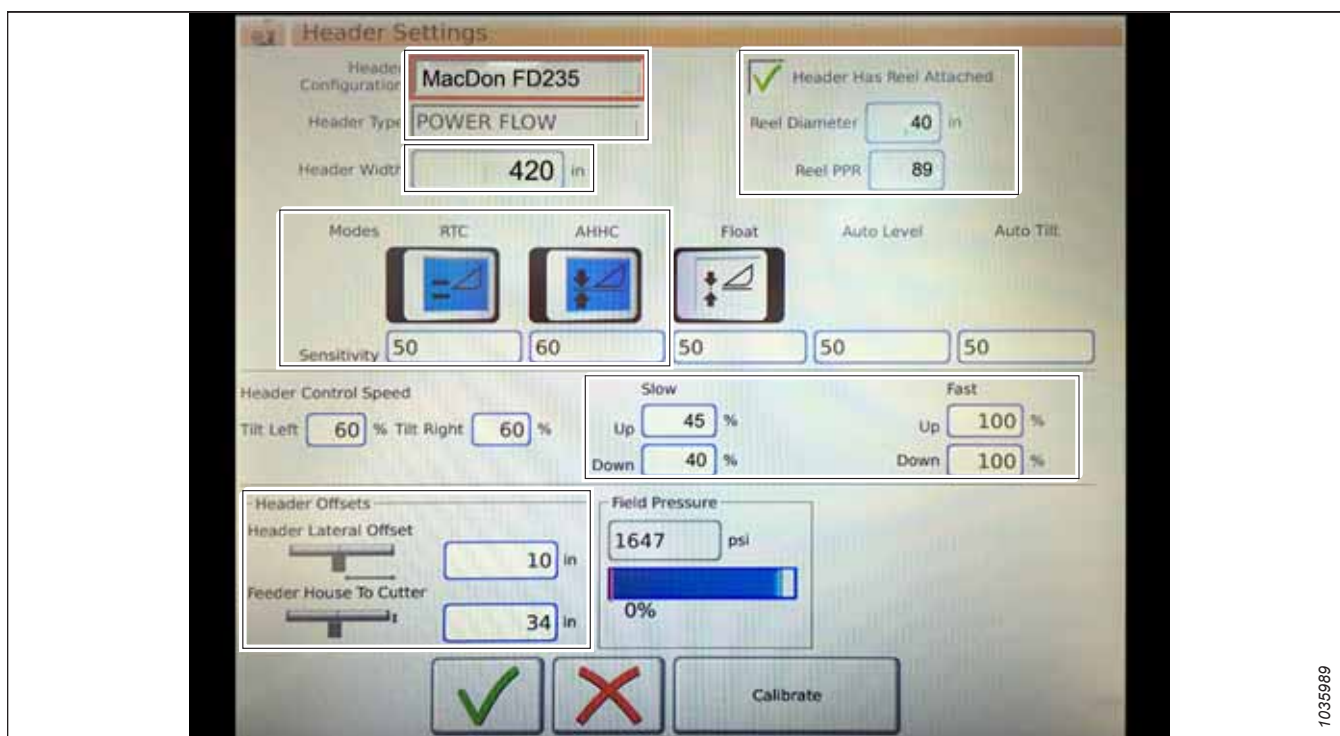 Header Settings
Header Configuration MacDon FD235
Header Type POWER FLOW
Header Width 420 in
Header Has Reel Attached
Reel Diameter 40 in
Reel PPR 89
Modes RTC AHHC Float Auto Level Auto Tilt
Sensitivity 50 60 50 50 50
Header Control Speed
Slow Fast
Tilt Left 60 % Tilt Right 60 % Up 45 % Up 100 %
Down 40 % Down 100 %
Header Offsets
Header Lateral Offset
10 in
Feeder House To Cutter
34 in
Field Pressure
1647 psi
0%
Calibrate
1035989